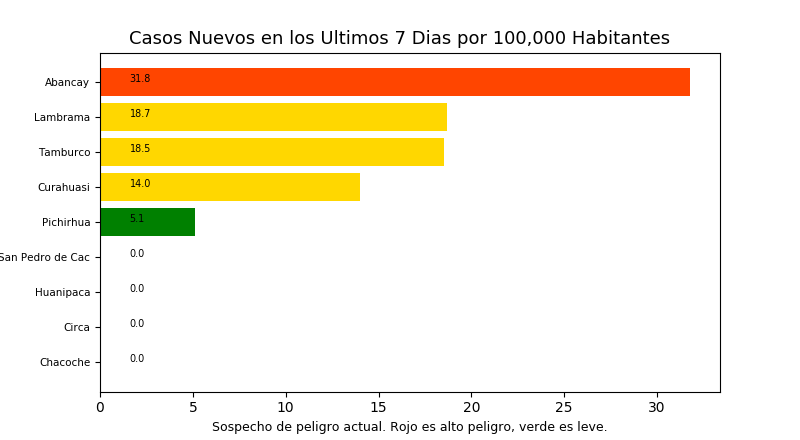 Casos Nuevos en los Ultimos 7 Dias por 100,000 Habitantes
Abancay 31.8
Lambrama 18.7
Tamburco 18.5
Curahuasi 14.0
Pichirhua 5.1
San Pedro de Cac 0.0
Huanipaca 0.0
Circa 0.0
Chacoche 0.0
0 5 10 15 20 25 30
Sospecho de peligro actual. Rojo es alto peligro, verde es leve.